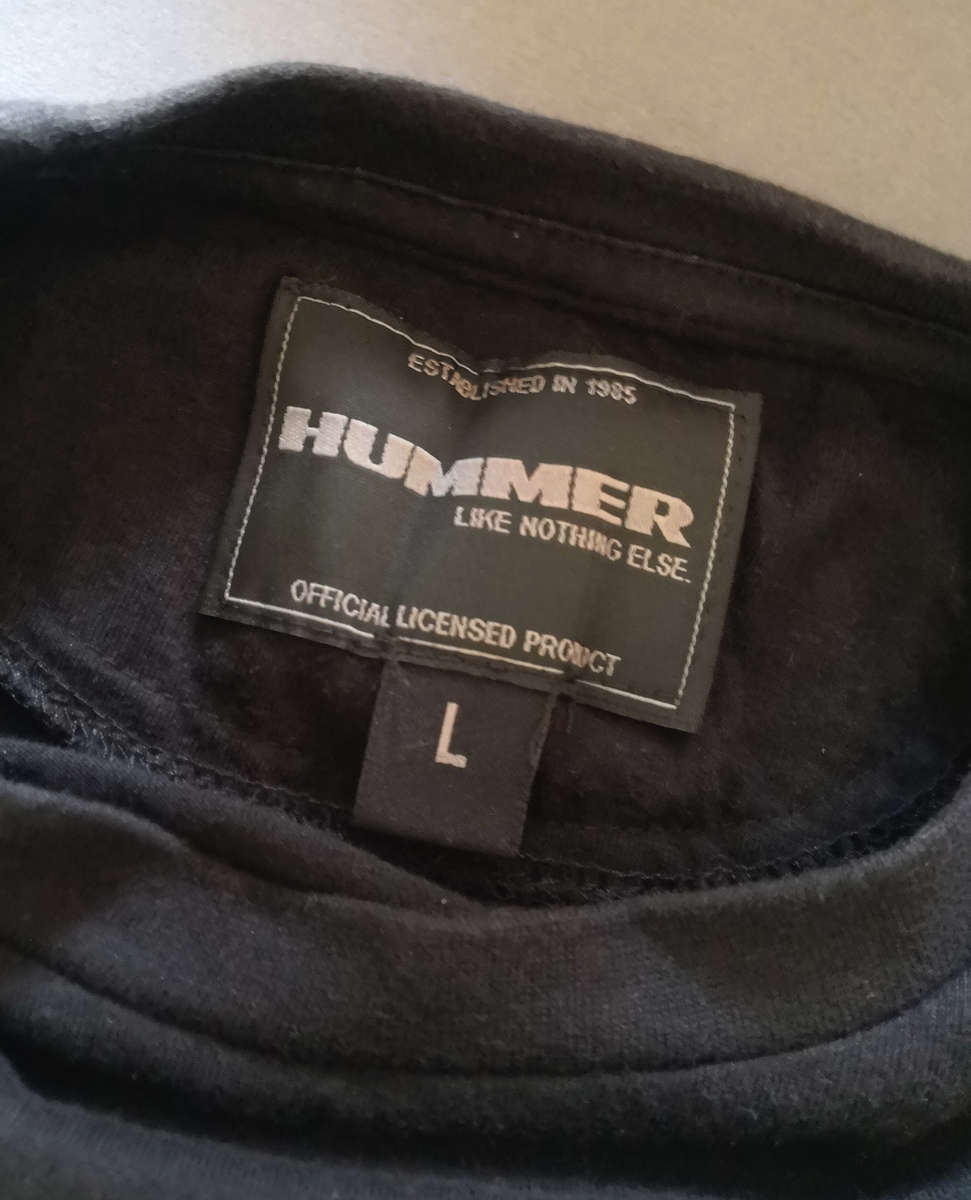 ESTABLISHED IN 1985
HUMMER
LIKE NOTHING ELSE.
OFFICIAL LICENSED PRODUCT
L